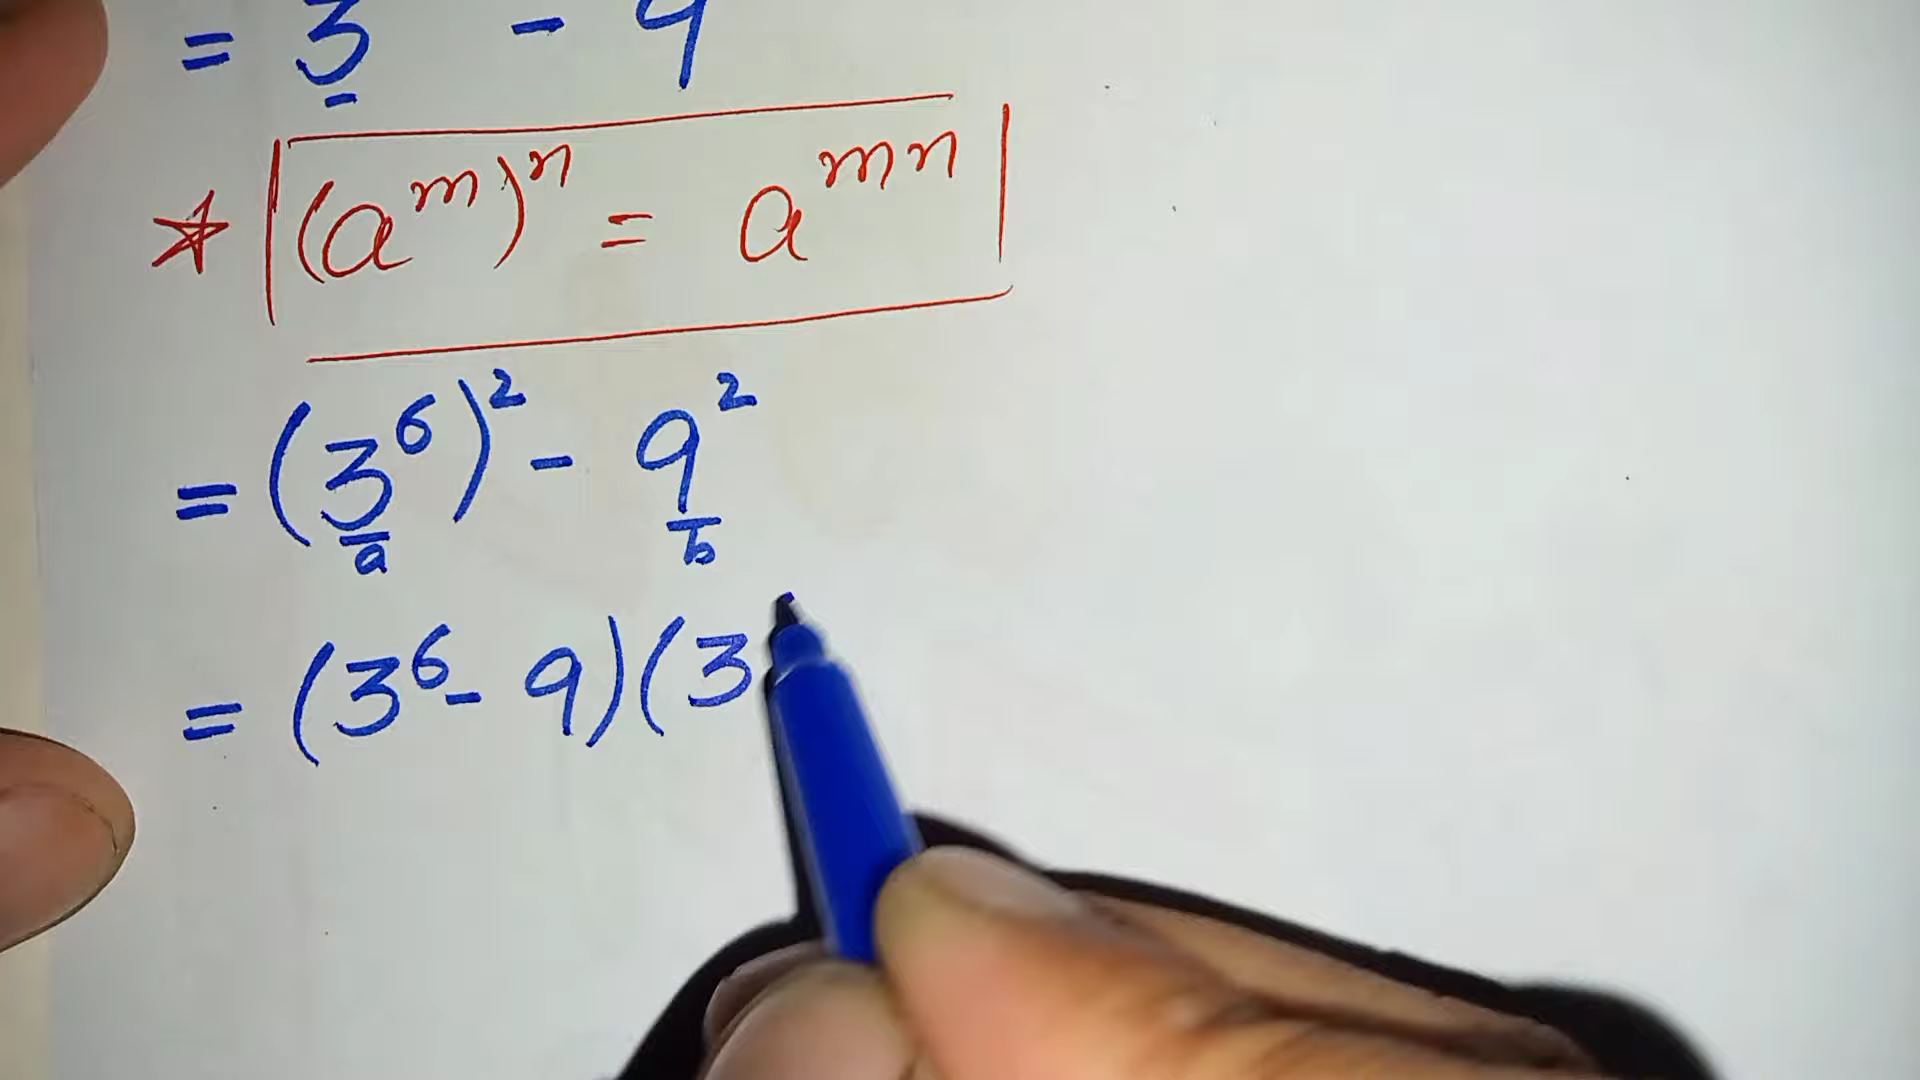 = 3 - 9
* (a^m)^n = a^mn
= (3^6)^2 - 9^2
a b
= (3^6 - 9)(3